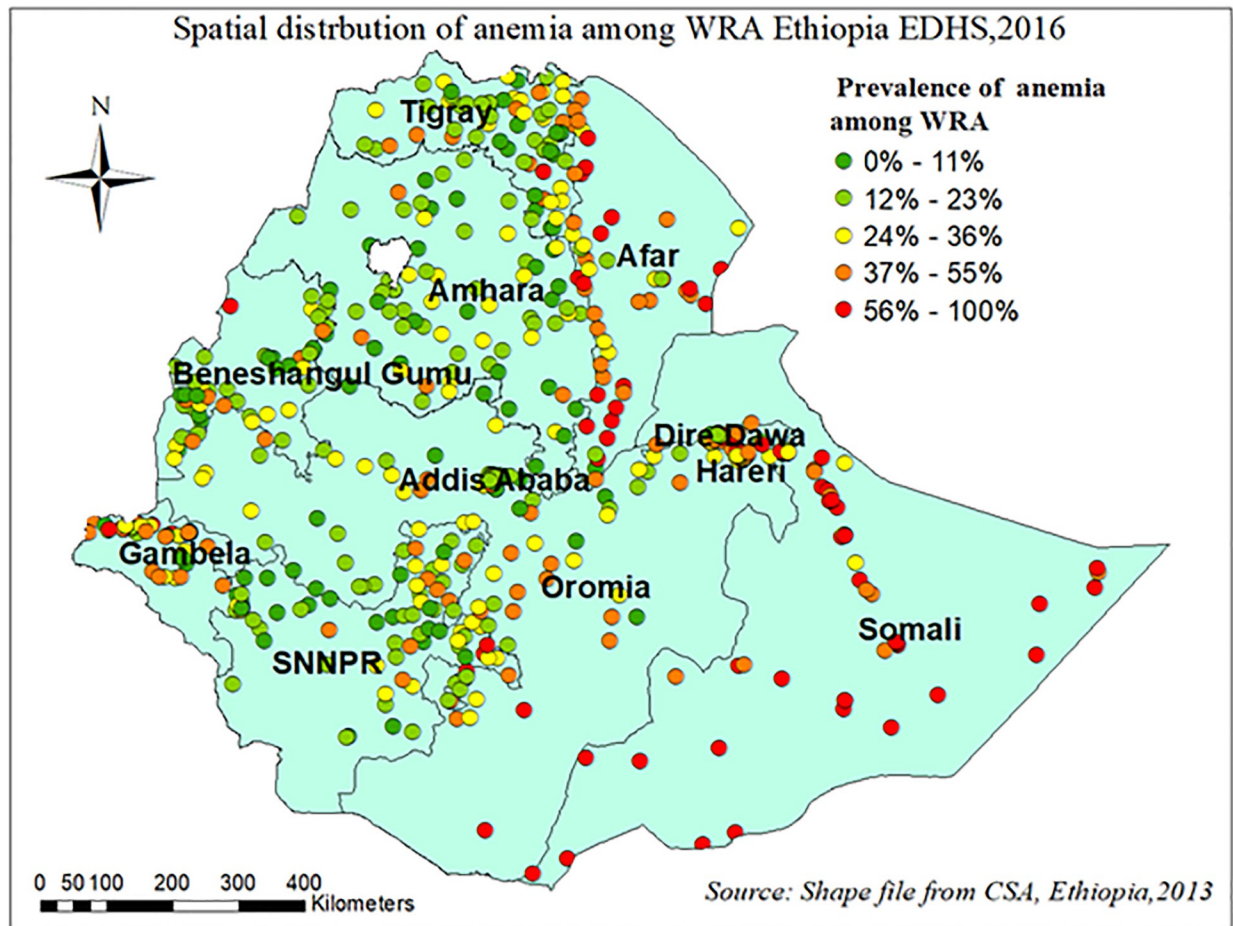 Spatial distrbution of anemia among WRA Ethiopia EDHS,2016
N
Prevalence of anemia
among WRA
0% - 11%
12% - 23%
24% - 36%
37% - 55%
56% - 100%
Tigray
Afar
Amhara
Beneshangul Gumu
Dire Dawa
Hareri
Addis Ababa
Gambela
Oromia
Somali
SNNPR
0 50 100 200 300 400
Kilometers
Source: Shape file from CSA, Ethiopia,2013